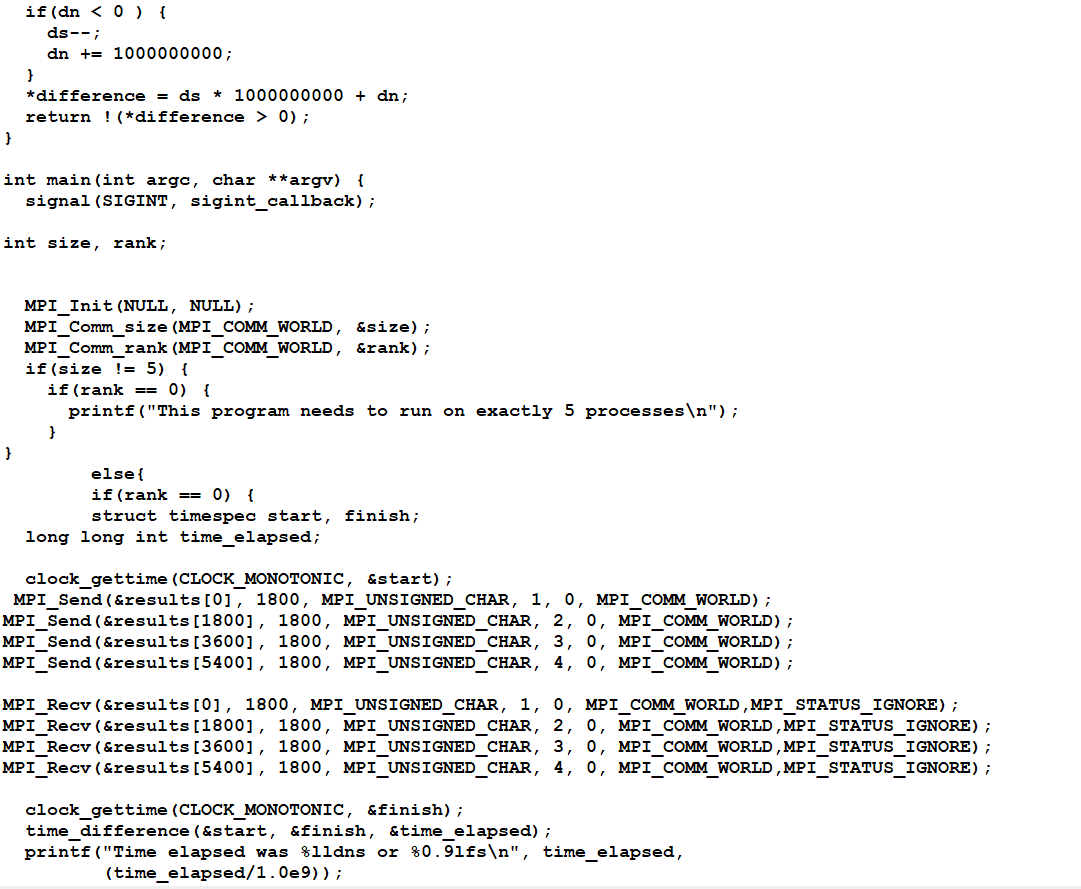 if(dn < 0 ) {
ds--;
dn += 1000000000;
}
*difference = ds * 1000000000 + dn;
return !(*difference > 0);
}
int main(int argc, char **argv) {
signal(SIGINT, sigint_callback);
int size, rank;
MPI_Init(NULL, NULL);
MPI_Comm_size(MPI_COMM_WORLD, &size);
MPI_Comm_rank(MPI_COMM_WORLD, &rank);
if(size != 5) {
if(rank == 0) {
printf("This program needs to run on exactly 5 processes\n");
}
}
else{
if(rank == 0) {
struct timespec start, finish;
long long int time_elapsed;
clock_gettime(CLOCK_MONOTONIC, &start);
MPI_Send(&results[0], 1800, MPI_UNSIGNED_CHAR, 1, 0, MPI_COMM_WORLD);
MPI_Send(&results[1800], 1800, MPI_UNSIGNED_CHAR, 2, 0, MPI_COMM_WORLD);
MPI_Send(&results[3600], 1800, MPI_UNSIGNED_CHAR, 3, 0, MPI_COMM_WORLD);
MPI_Send(&results[5400], 1800, MPI_UNSIGNED_CHAR, 4, 0, MPI_COMM_WORLD);
MPI_Recv(&results[0], 1800, MPI_UNSIGNED_CHAR, 1, 0, MPI_COMM_WORLD,MPI_STATUS_IGNORE);
MPI_Recv(&results[1800], 1800, MPI_UNSIGNED_CHAR, 2, 0, MPI_COMM_WORLD,MPI_STATUS_IGNORE);
MPI_Recv(&results[3600], 1800, MPI_UNSIGNED_CHAR, 3, 0, MPI_COMM_WORLD,MPI_STATUS_IGNORE);
MPI_Recv(&results[5400], 1800, MPI_UNSIGNED_CHAR, 4, 0, MPI_COMM_WORLD,MPI_STATUS_IGNORE);
clock_gettime(CLOCK_MONOTONIC, &finish);
time_difference(&start, &finish, &time_elapsed);
printf("Time elapsed was %lldns or %0.9lfs\n", time_elapsed,
(time_elapsed/1.0e9));